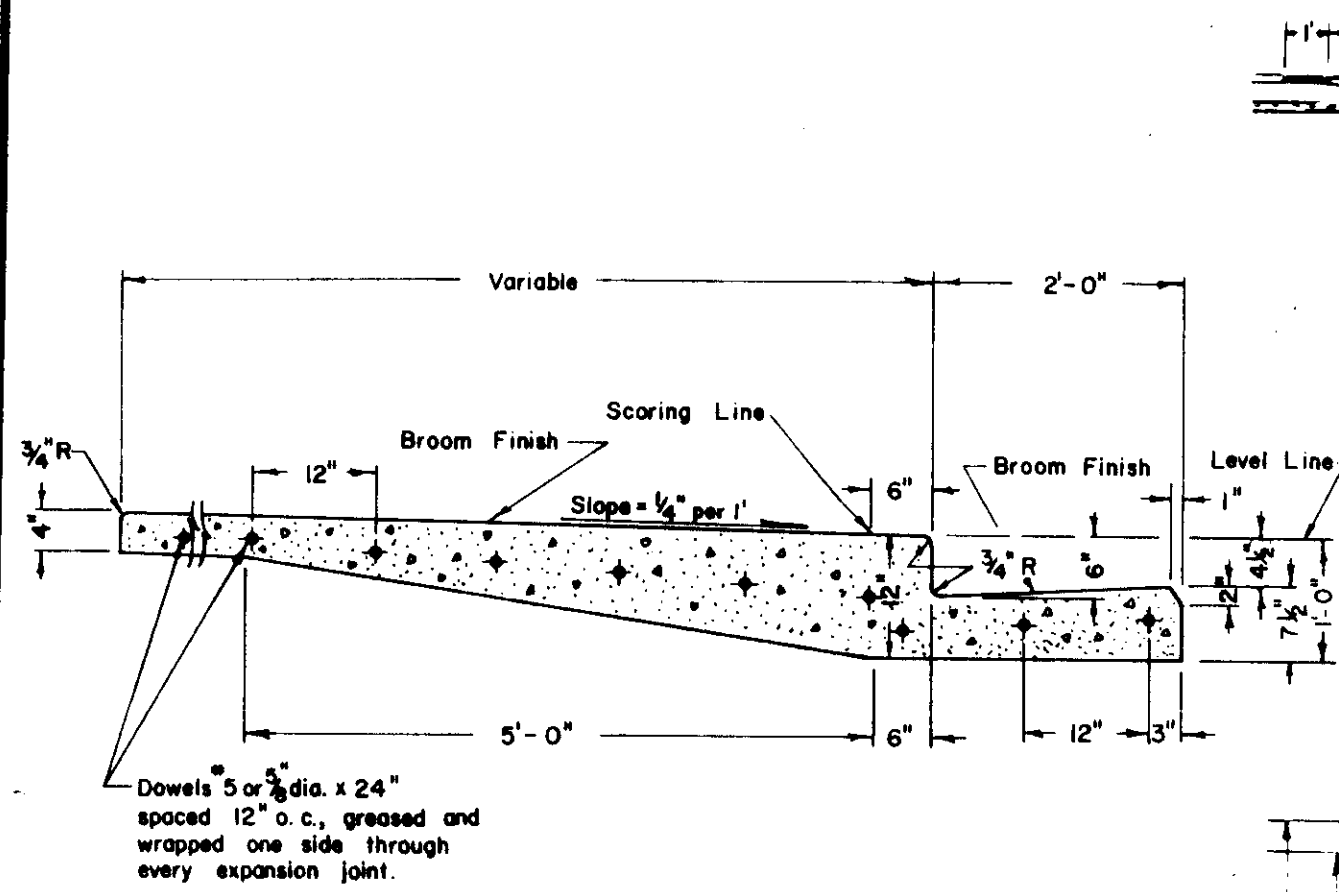 1'
Variable
2'-0"
Scoring Line
Broom Finish
3/4" R
12"
6"
Broom Finish
Level Line
1"
Slope = 1/4" per 1'
4"
3/4" R
6"
4 1/2"
12"
2"
7 1/2"
1'-0"
5'-0"
6"
12"
3"
Dowels #5 or 5/8" dia. x 24"
spaced 12" o.c., greased and
wrapped one side through
every expansion joint.